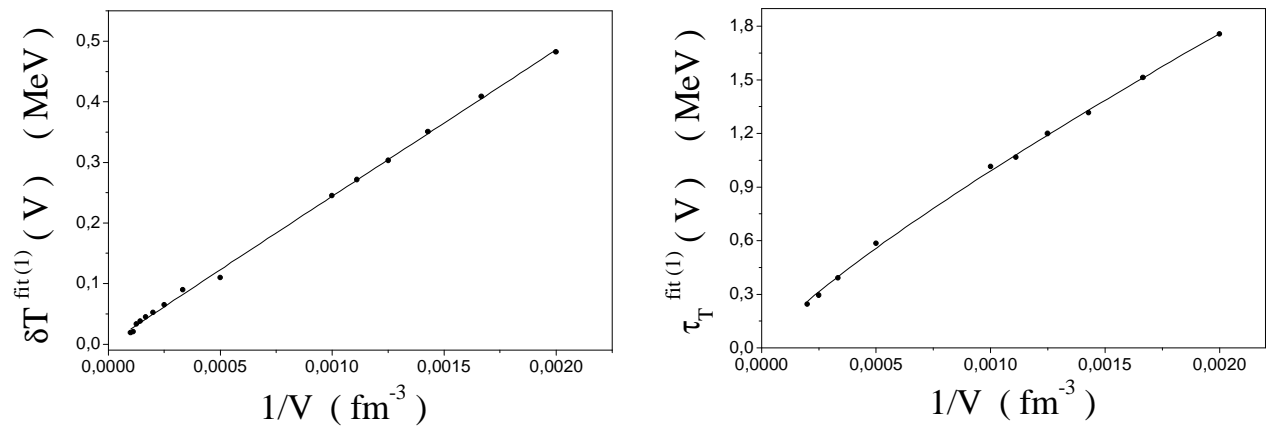 δT fit (1) (V) (MeV)
0,5
0,4
0,3
0,2
0,1
0,0
0,0000 0,0005 0,0010 0,0015 0,0020
1/V ( fm-3 )
τT fit (1) (V) (MeV)
1,8
1,5
1,2
0,9
0,6
0,3
0,0
0,0000 0,0005 0,0010 0,0015 0,0020
1/V ( fm-3 )